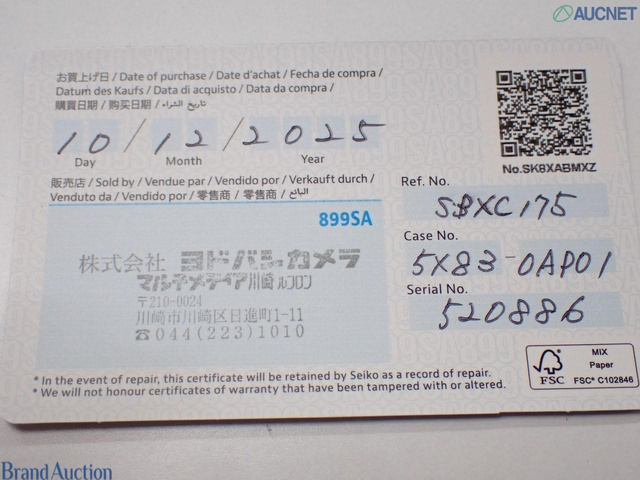 AUCNET
お買上げ日 / Date of purchase / Date d'achat / Fecha de compra /
Datum des Kaufs / Data di acquisto / Data da compra /
購買日期 / 购买日期 / تاريخ الشراء /
10 / 12 / 2025
Day Month Year
No.SK8XABMXZ
販売店 / Sold by / Vendue par / Vendido por / Verkauft durch /
Venduto da / Vendido por / 零售商 / 零售商 / البائع /
899SA
株式会社 ヨドバシカメラ
マルチメディア川崎ルフロン
〒210-0024
川崎市川崎区日進町1-11
☎044(223)1010
Ref. No.
SBXC175
Case No.
5X83-0AP01
Serial No.
520886
* In the event of repair, this certificate will be retained by Seiko as a record of repair.
* We will not honour certificates of warranty that have been tampered with or altered.
FSC
MIX
Paper
FSC® C102846
Brand Auction